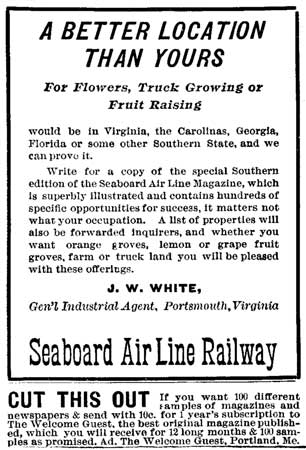 A BETTER LOCATION
THAN YOURS
For Flowers, Truck Growing or
Fruit Raising
would be in Virginia, the Carolinas, Georgia,
Florida or some other Southern State, and we
can prove it.
Write for a copy of the special Southern
edition of the Seaboard Air Line Magazine, which
is superbly illustrated and contains hundreds of
specific opportunities for success, it matters not
what your occupation. A list of properties will
also be forwarded inquirers, and whether you
want orange groves, lemon or grape fruit
groves, farm or truck land you will be pleased
with these offerings.
J. W. WHITE,
Gen'l Industrial Agent, Portsmouth, Virginia
Seaboard Air Line Railway
CUT THIS OUT If you want 100 different
samples of magazines and
newspapers & send with 10c. for 1 year's subscription to
The Welcome Guest, the best original magazine publish-
ed, which you will receive for 12 long months & 100 sam-
ples as promised. Ad. The Welcome Guest, Portland, Me.